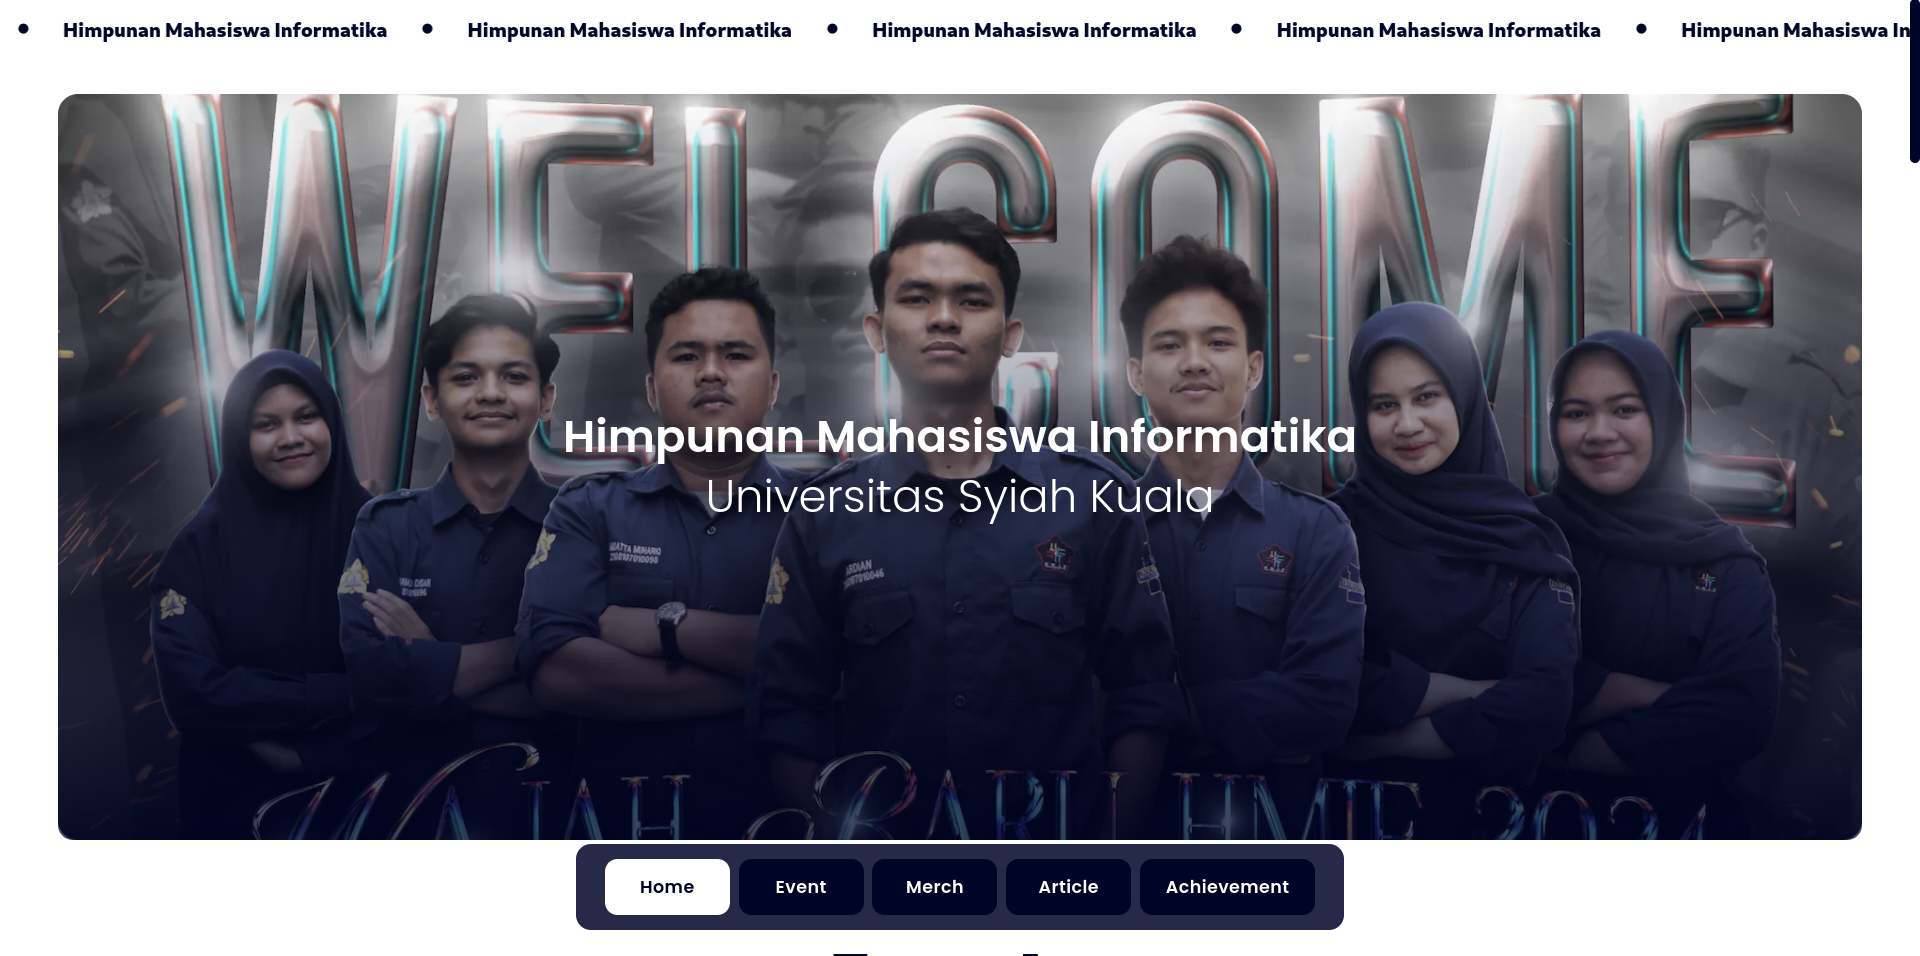 Himpunan Mahasiswa Informatika • Himpunan Mahasiswa Informatika • Himpunan Mahasiswa Informatika • Himpunan Mahasiswa Informatika • Himpunan Mahasiswa In
WELCOME
Himpunan Mahasiswa Informatika
Universitas Syiah Kuala
ARDIAN
WAJAH BARU HMIF 2024
Home Event Merch Article Achievement